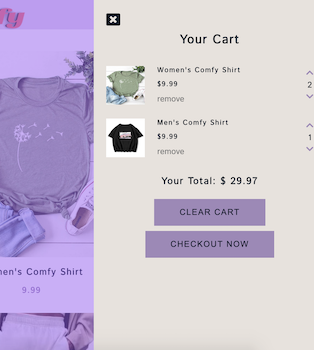 fy
Your Cart
Women's Comfy Shirt
$9.99
remove
2
Men's Comfy Shirt
$9.99
remove
1
Your Total: $ 29.97
CLEAR CART
CHECKOUT NOW
men's Comfy Shirt
9.99